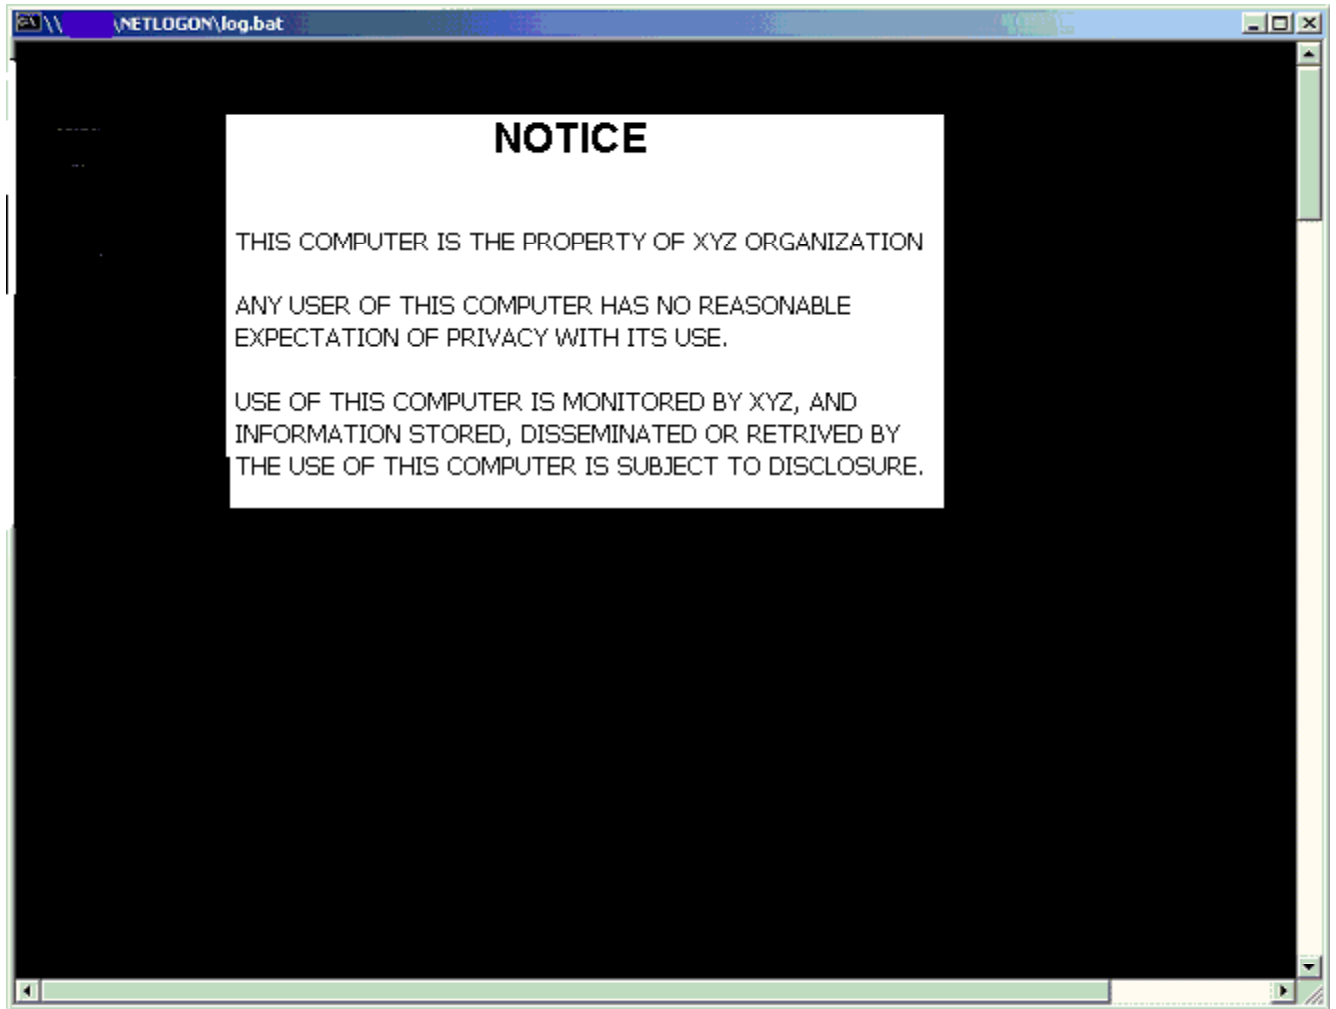 \\ \NETLOGON\log.bat
NOTICE
THIS COMPUTER IS THE PROPERTY OF XYZ ORGANIZATION
ANY USER OF THIS COMPUTER HAS NO REASONABLE
EXPECTATION OF PRIVACY WITH ITS USE.
USE OF THIS COMPUTER IS MONITORED BY XYZ, AND
INFORMATION STORED, DISSEMINATED OR RETRIVED BY
THE USE OF THIS COMPUTER IS SUBJECT TO DISCLOSURE.